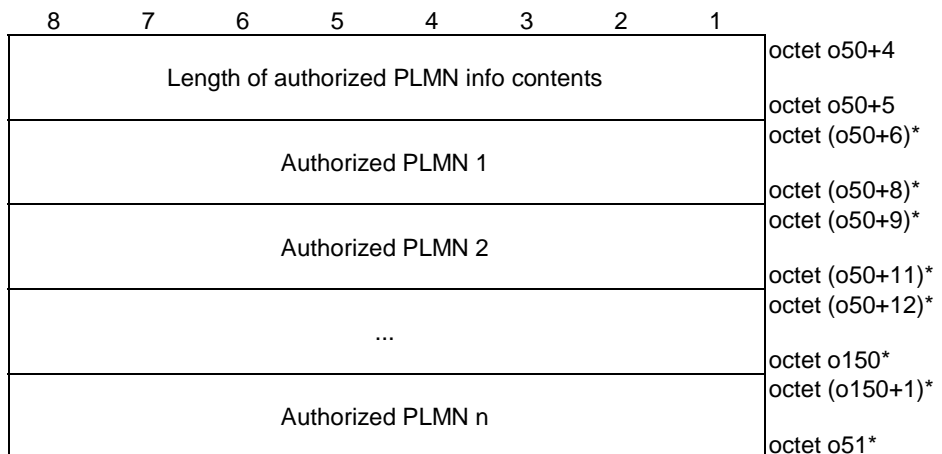 8 7 6 5 4 3 2 1
octet o50+4
Length of authorized PLMN info contents
octet o50+5
octet (o50+6)*
Authorized PLMN 1
octet (o50+8)*
octet (o50+9)*
Authorized PLMN 2
octet (o50+11)*
octet (o50+12)*
...
octet o150*
octet (o150+1)*
Authorized PLMN n
octet o51*